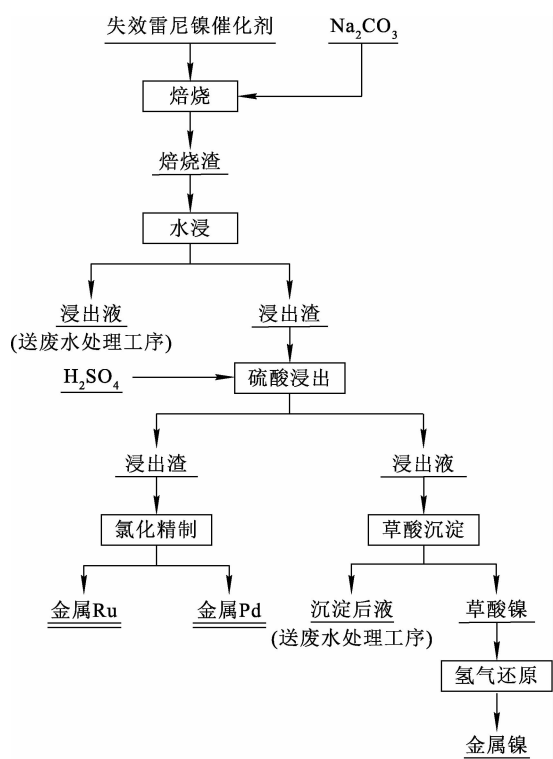 失效雷尼镍催化剂
Na₂CO₃
焙烧
焙烧渣
水浸
浸出液
(送废水处理工序)
浸出渣
H₂SO₄
硫酸浸出
浸出渣
浸出液
氯化精制
草酸沉淀
金属Ru
金属Pd
沉淀后液
(送废水处理工序)
草酸镍
氢气还原
金属镍